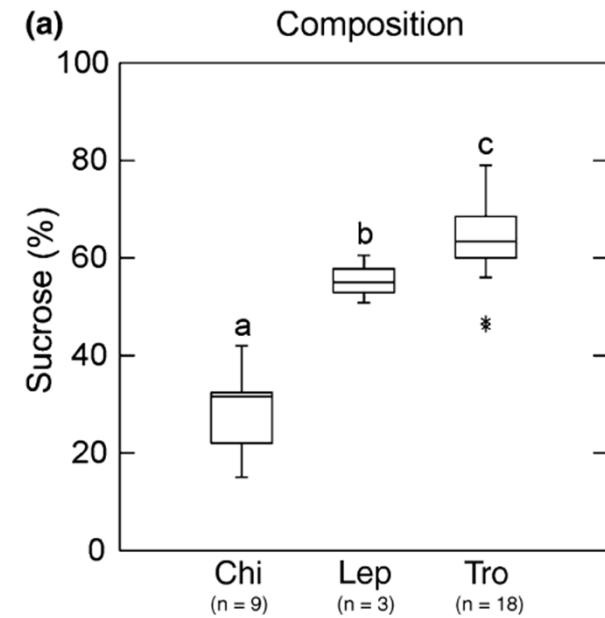 (a) Composition
100
80
60
40
20
0
Sucrose (%)
a
b
c
Chi Lep Tro
(n = 9) (n = 3) (n = 18)